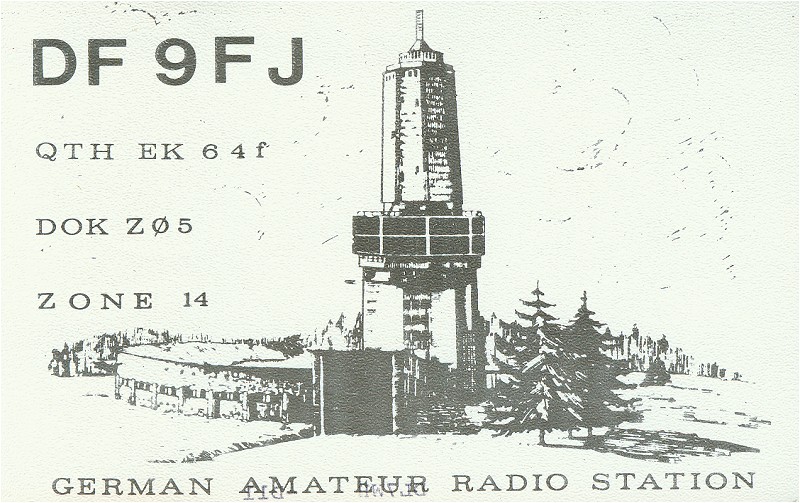 DF 9FJ
QTH EK 64f
DOK ZØ5
ZONE 14
GERMAN AMATEUR RADIO STATION